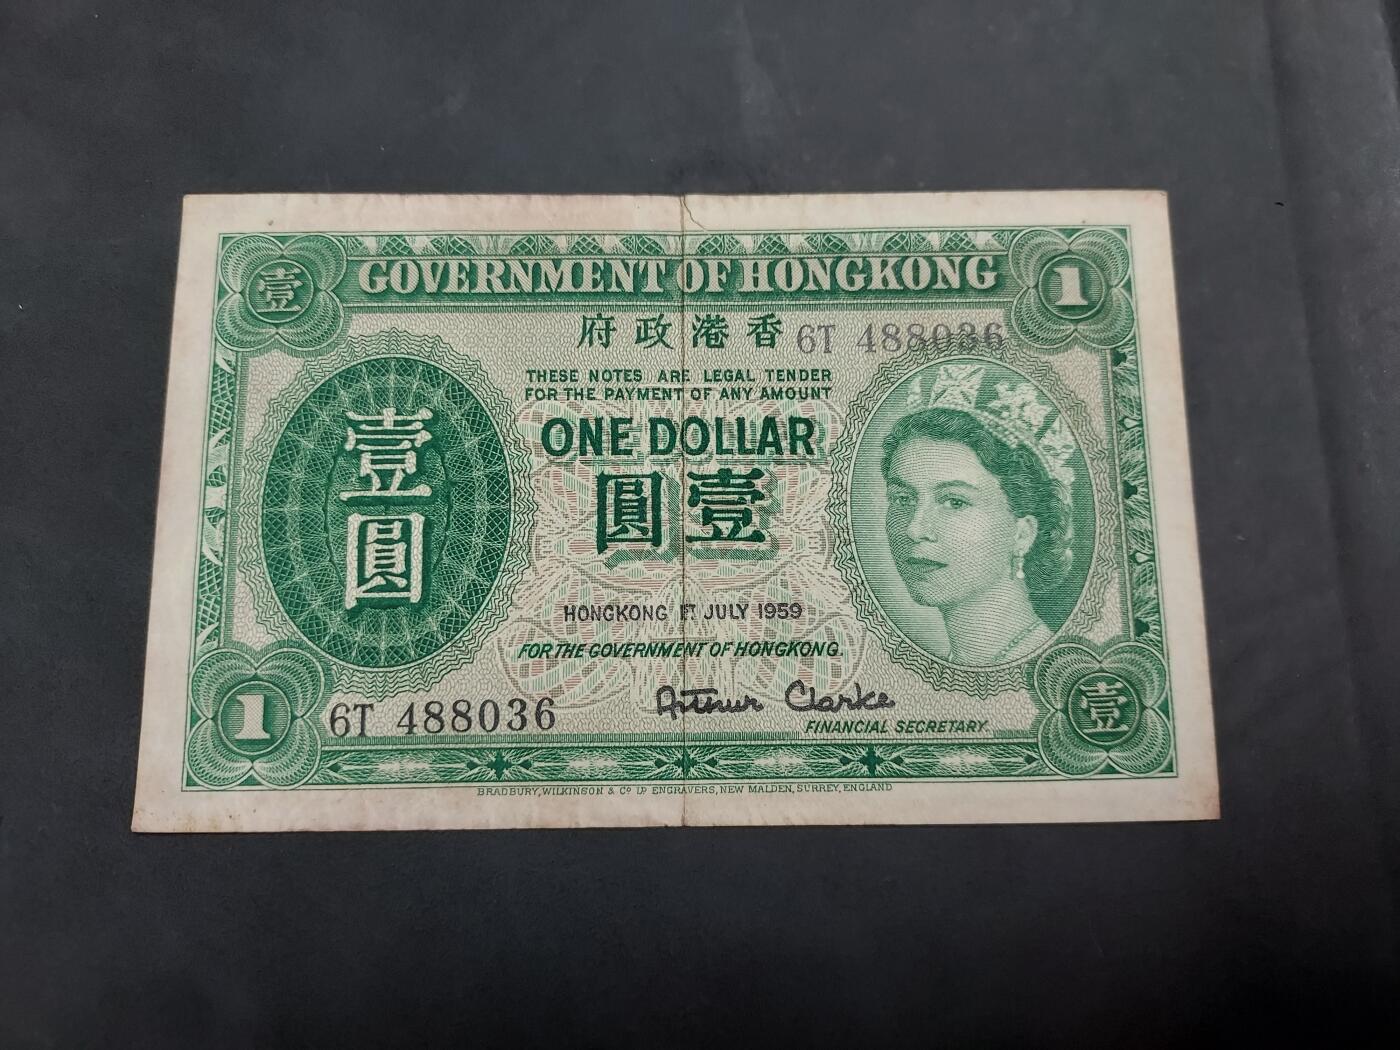 壹 GOVERNMENT OF HONGKONG 1
府政港香 6T 488036
THESE NOTES ARE LEGAL TENDER
FOR THE PAYMENT OF ANY AMOUNT
ONE DOLLAR
圓壹
壹
圓
HONGKONG 1ST JULY 1959
FOR THE GOVERNMENT OF HONGKONG.
Arthur Clarke
FINANCIAL SECRETARY.
1 6T 488036 壹
BRADBURY, WILKINSON & Co LD ENGRAVERS, NEW MALDEN, SURREY, ENGLAND